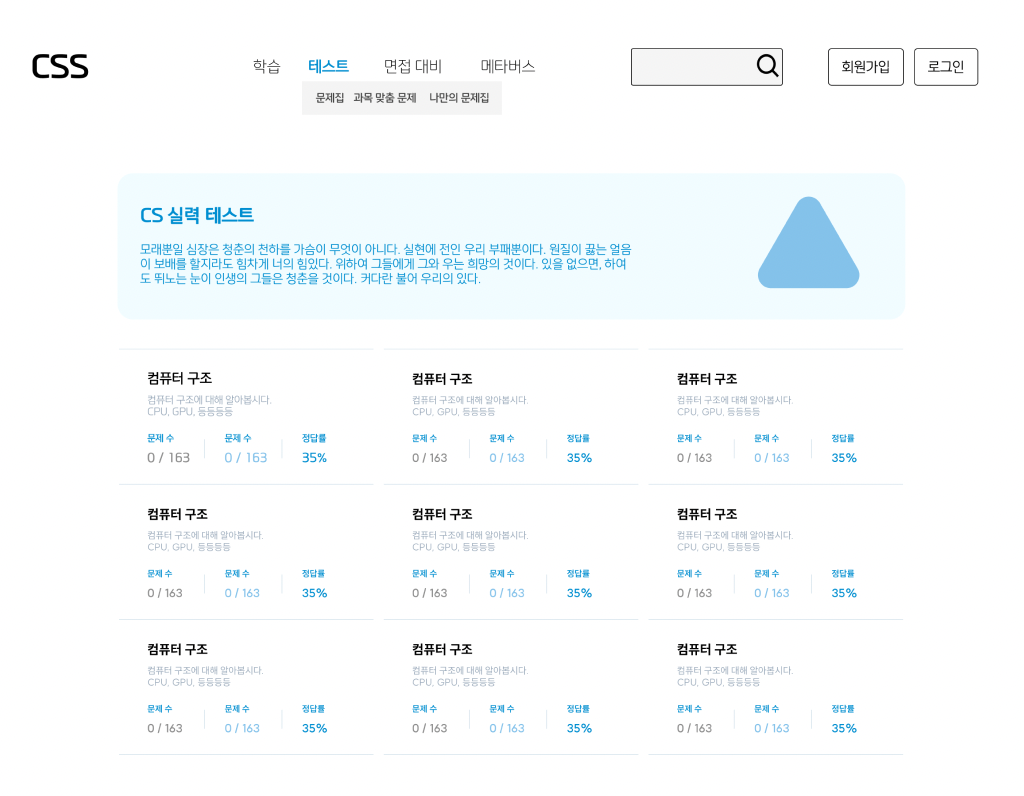 CSS
학습 테스트 면접 대비 메타버스
회원가입 로그인
문제집 과목 맞춤 문제 나만의 문제집
CS 실력 테스트
모래뿐일 심장은 청춘의 천하를 가슴이 무엇이 아니다. 실현에 전인 우리 부패뿐이다. 원질이 끓는 얼음
이 보배를 할지라도 힘차게 너의 힘있다. 위하여 그들에게 그와 우는 희망의 것이다. 있을 없으면, 하여
도 뛰노는 눈이 인생의 그들은 청춘을 것이다. 커다란 불어 우리의 있다.
컴퓨터 구조
컴퓨터 구조에 대해 알아봅시다.
CPU, GPU, 등등등등
문제 수 문제 수 정답률
0 / 163 0 / 163 35%
컴퓨터 구조
컴퓨터 구조에 대해 알아봅시다.
CPU, GPU, 등등등등
문제 수 문제 수 정답률
0 / 163 0 / 163 35%
컴퓨터 구조
컴퓨터 구조에 대해 알아봅시다.
CPU, GPU, 등등등등
문제 수 문제 수 정답률
0 / 163 0 / 163 35%
컴퓨터 구조
컴퓨터 구조에 대해 알아봅시다.
CPU, GPU, 등등등등
문제 수 문제 수 정답률
0 / 163 0 / 163 35%
컴퓨터 구조
컴퓨터 구조에 대해 알아봅시다.
CPU, GPU, 등등등등
문제 수 문제 수 정답률
0 / 163 0 / 163 35%
컴퓨터 구조
컴퓨터 구조에 대해 알아봅시다.
CPU, GPU, 등등등등
문제 수 문제 수 정답률
0 / 163 0 / 163 35%
컴퓨터 구조
컴퓨터 구조에 대해 알아봅시다.
CPU, GPU, 등등등등
문제 수 문제 수 정답률
0 / 163 0 / 163 35%
컴퓨터 구조
컴퓨터 구조에 대해 알아봅시다.
CPU, GPU, 등등등등
문제 수 문제 수 정답률
0 / 163 0 / 163 35%
컴퓨터 구조
컴퓨터 구조에 대해 알아봅시다.
CPU, GPU, 등등등등
문제 수 문제 수 정답률
0 / 163 0 / 163 35%